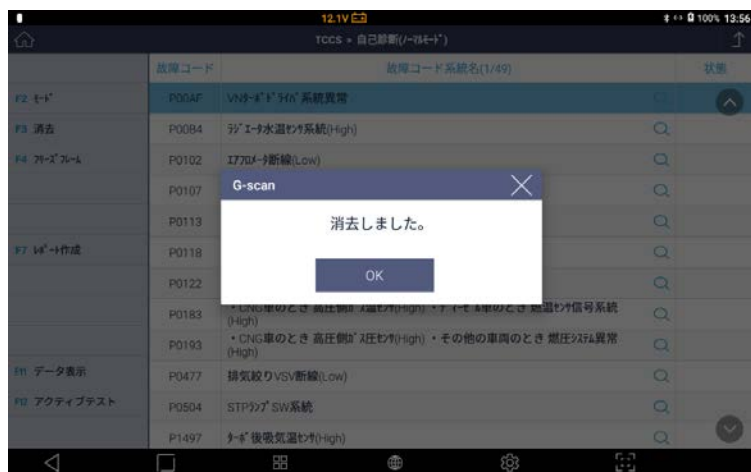 12.1V
100% 13:56
TCCS » 自己診断(ﾉｰﾏﾙﾓｰﾄﾞ)
故障コード
故障コード系統名(1/49)
状態
F2 ﾓｰﾄﾞ
P00AF
VNﾀｰﾎﾞﾄﾞﾗｲﾊﾞ系統異常
F3 消去
P00B4
ﾗｼﾞｴｰﾀ水温ｾﾝｻ系統(High)
F4 ﾌﾘｰｽﾞﾌﾚｰﾑ
P0102
ｴｱﾌﾛﾒｰﾀ断線(Low)
P0107
G-scan
消去しました。
OK
P0113
F7 ﾚﾎﾟｰﾄ作成
P0118
P0122
P0183
・CNG車のとき 高圧側ｶﾞｽ温ｾﾝｻ(High) ・ﾃﾞｨｰｾﾞﾙ車のとき 燃温ｾﾝｻ信号系統
(High)
P0193
・CNG車のとき 高圧側ｶﾞｽ圧ｾﾝｻ(High) ・その他の車両のとき 燃圧ｼｽﾃﾑ異常
(High)
F11 データ表示
P0477
排気絞りVSV断線(Low)
F12 アクティブテスト
P0504
STPﾗﾝﾌﾟSW系統
P1497
ﾀｰﾎﾞ後吸気温ｾﾝｻ(High)